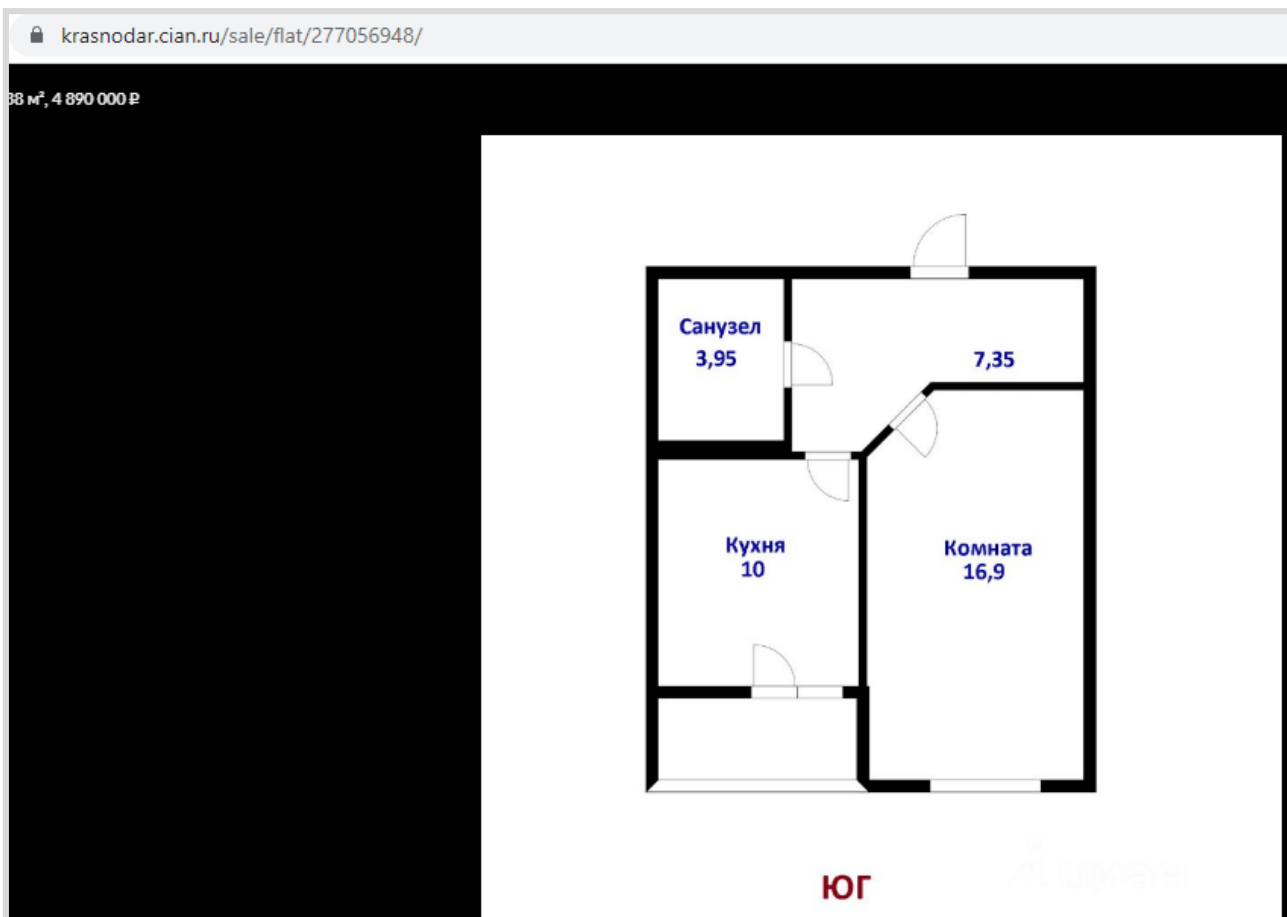 krasnodar.cian.ru/sale/flat/277056948/
38 м², 4 890 000 ₽
Санузел
3,95
7,35
Кухня
10
Комната
16,9
ЮГ